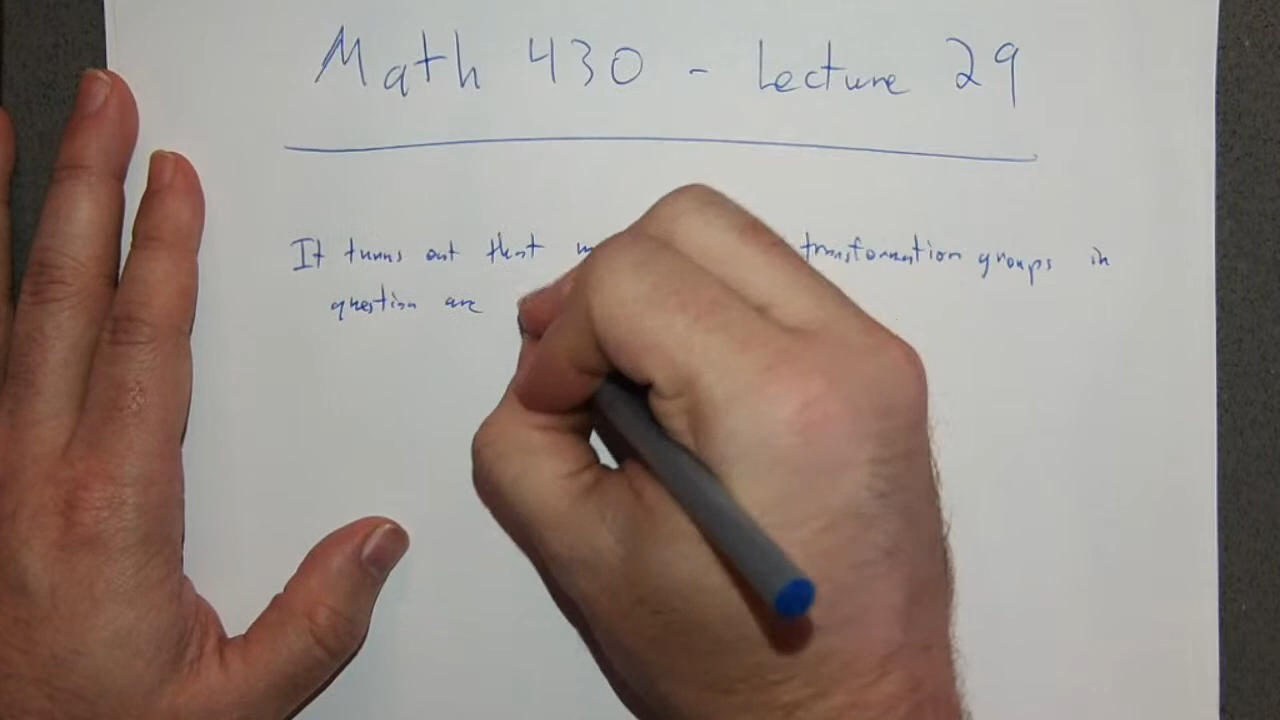 Math 430 - Lecture 29
It turns out that transformation groups in
question are